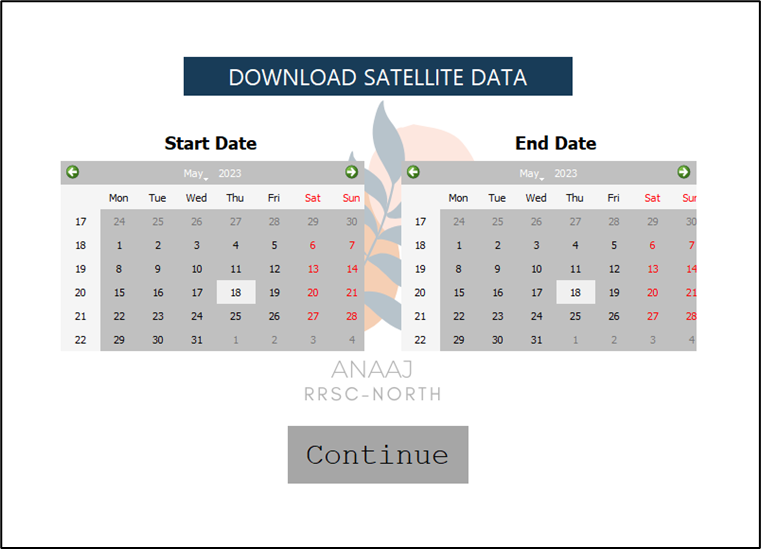 DOWNLOAD SATELLITE DATA
Start Date
May 2023
Mon Tue Wed Thu Fri Sat Sun
17 24 25 26 27 28 29 30
18 1 2 3 4 5 6 7
19 8 9 10 11 12 13 14
20 15 16 17 18 19 20 21
21 22 23 24 25 26 27 28
22 29 30 31 1 2 3 4
End Date
May 2023
Mon Tue Wed Thu Fri Sat Sun
17 24 25 26 27 28 29 30
18 1 2 3 4 5 6 7
19 8 9 10 11 12 13 14
20 15 16 17 18 19 20 21
21 22 23 24 25 26 27 28
22 29 30 31 1 2 3 4
ANAAJ
RRSC-NORTH
Continue